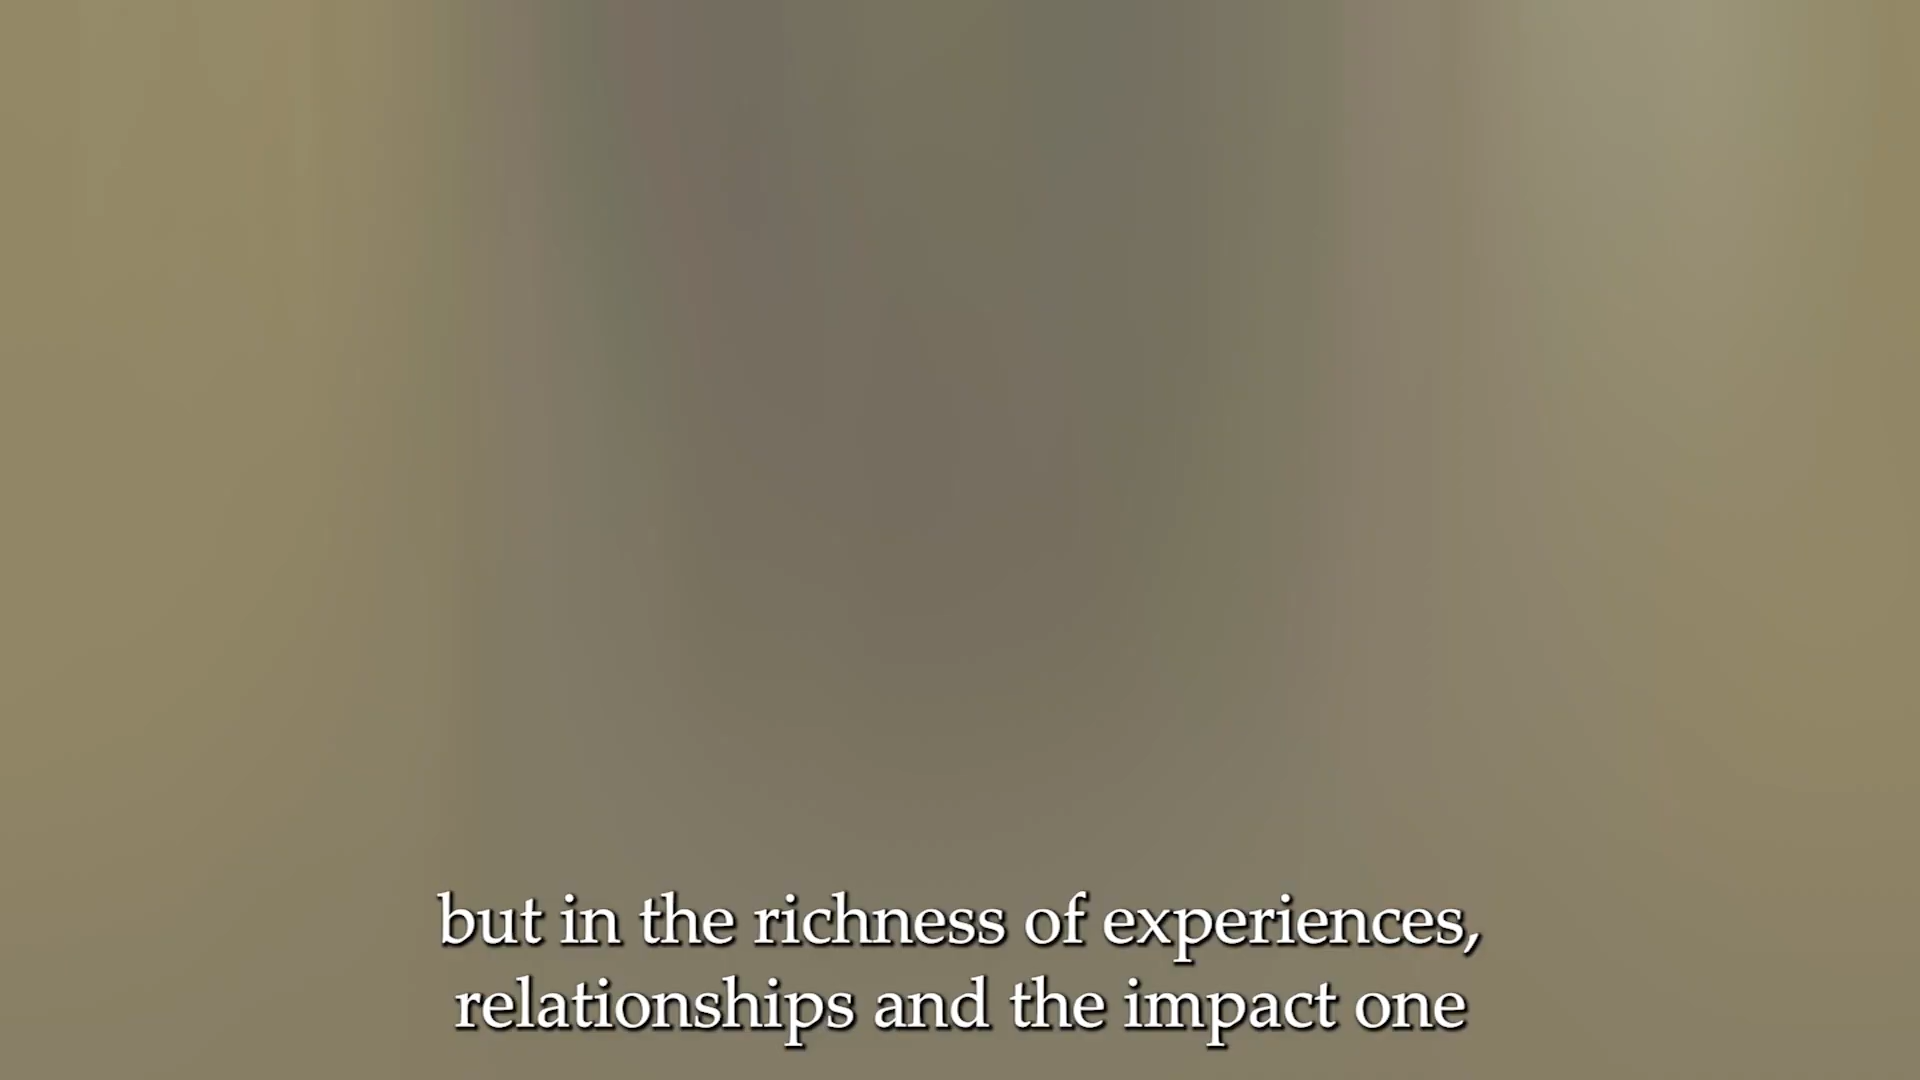 but in the richness of experiences,
relationships and the impact one